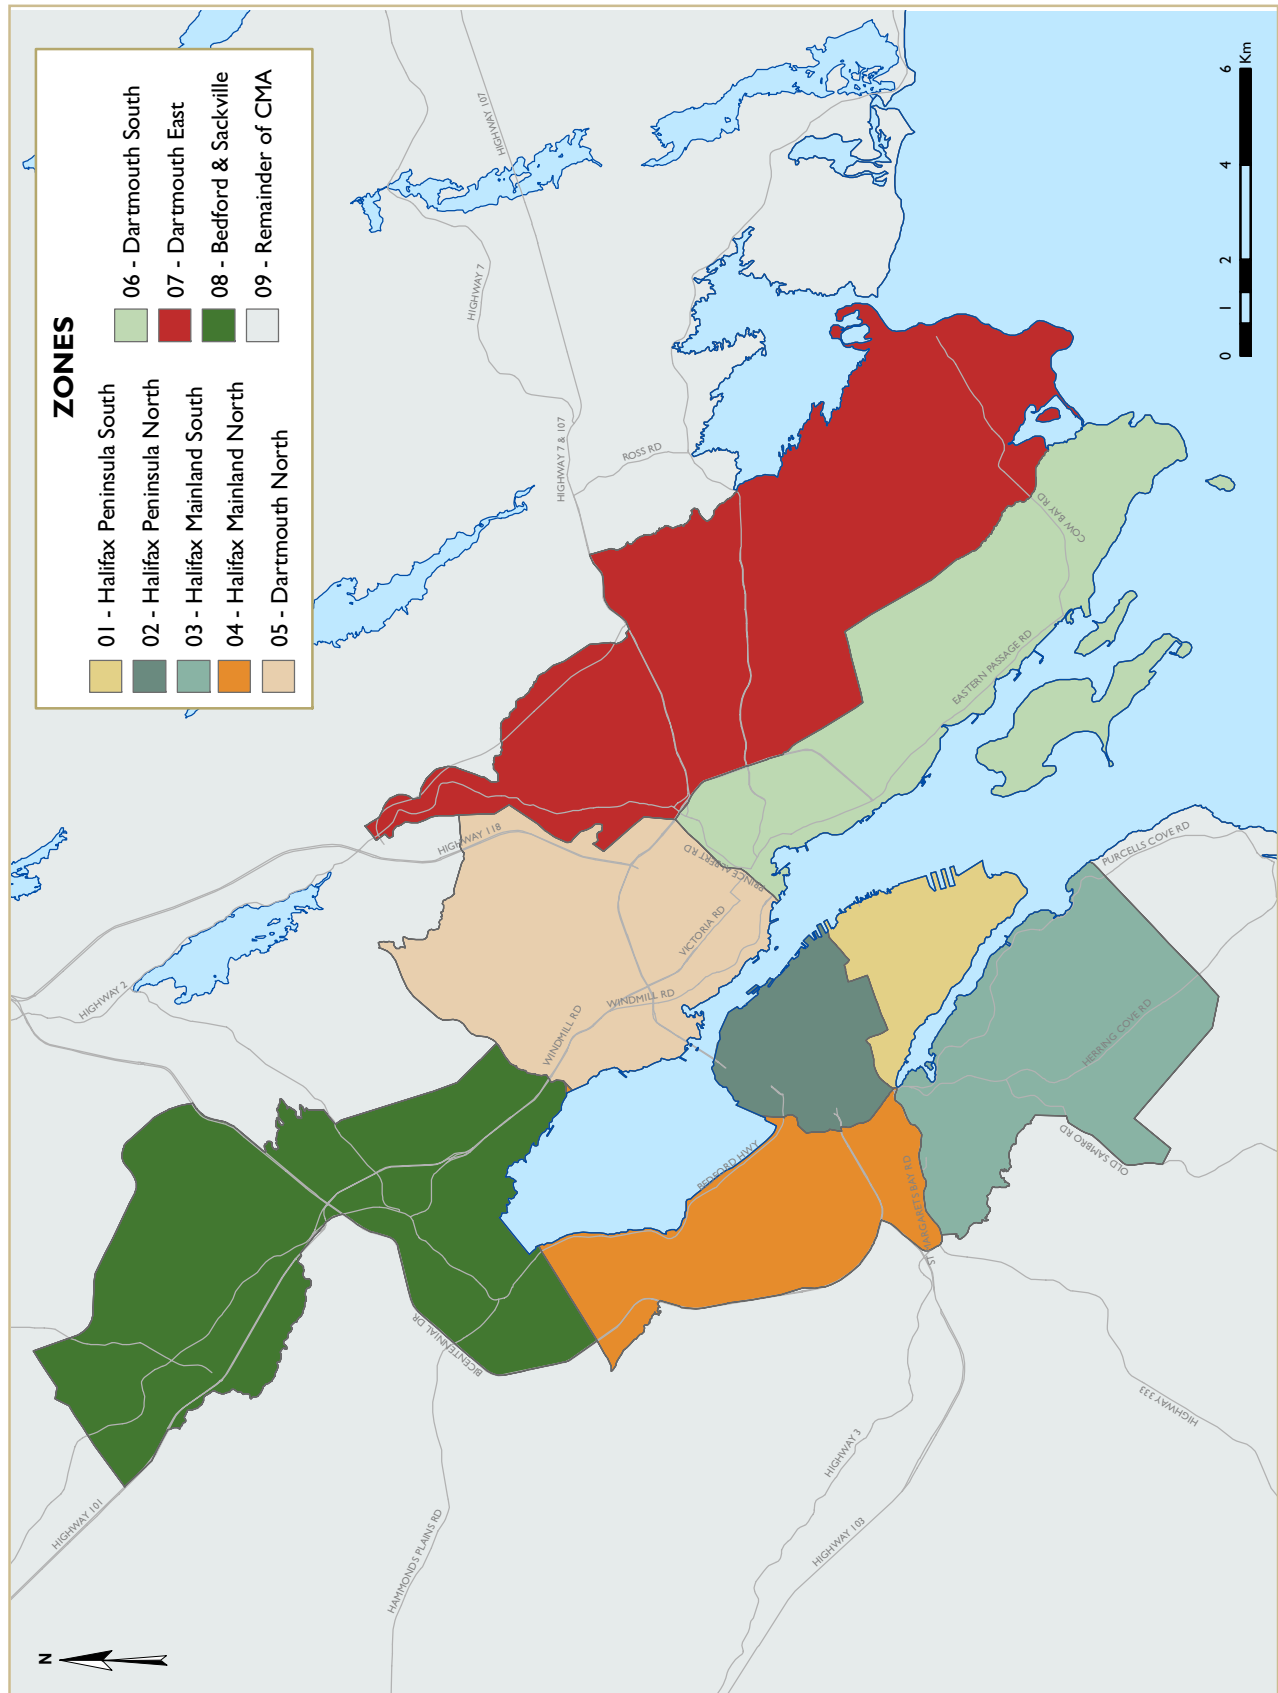 ZONES
01 - Halifax Peninsula South
02 - Halifax Peninsula North
03 - Halifax Mainland South
04 - Halifax Mainland North
05 - Dartmouth North
06 - Dartmouth South
07 - Dartmouth East
08 - Bedford & Sackville
09 - Remainder of CMA
N
0 1 2 4 6
Km
HIGHWAY 101
HAMMONDS PLAINS RD
BICENTENNIAL DR
HIGHWAY 2
HIGHWAY 118
WINDMILL RD
WINDMILL RD
VICTORIA RD
PRINCE ALBERT RD
BEDFORD HWY
ST MARGARETS BAY RD
HIGHWAY 3
HIGHWAY 103
HIGHWAY 333
OLD SAMBRO RD
HERRING COVE RD
PURCELLS COVE RD
EASTERN PASSAGE RD
COW BAY RD
ROSS RD
HIGHWAY 7 & 107
HIGHWAY 7
HIGHWAY 107